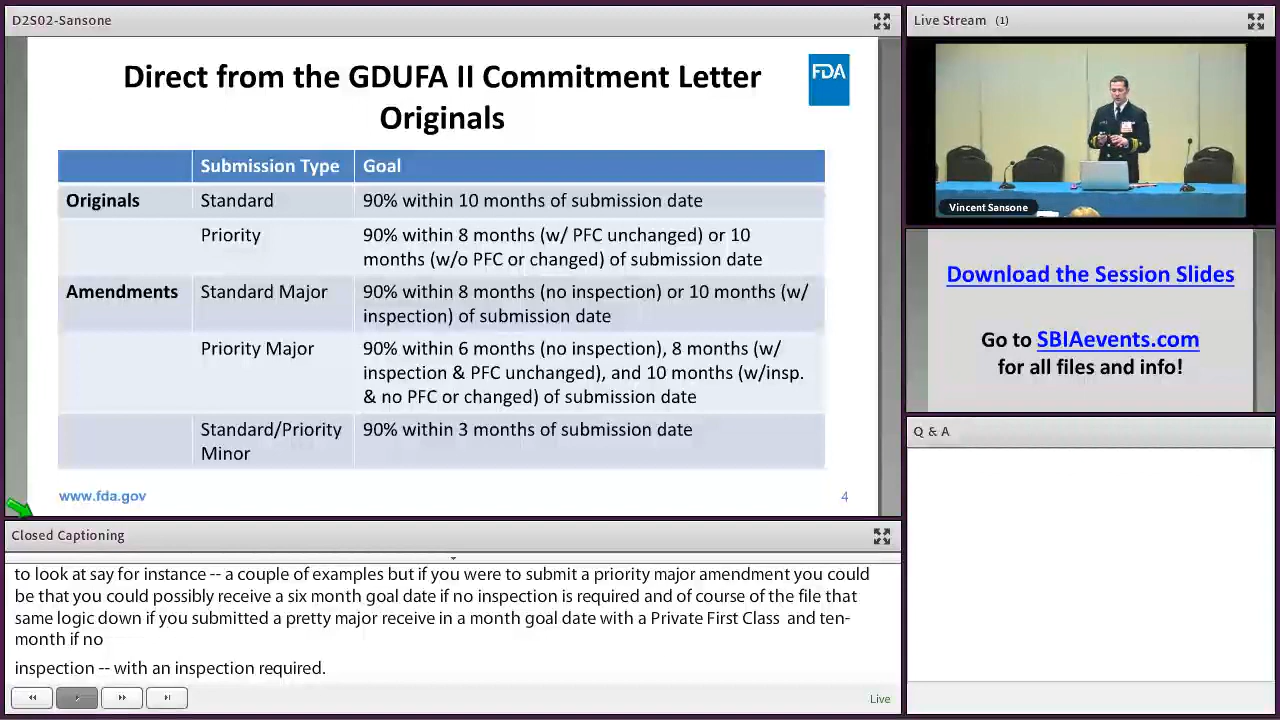 D2S02-Sansone
Direct from the GDUFA II Commitment Letter
Originals
FDA
Submission Type Goal
Originals Standard 90% within 10 months of submission date
Priority 90% within 8 months (w/ PFC unchanged) or 10
months (w/o PFC or changed) of submission date
Amendments Standard Major 90% within 8 months (no inspection) or 10 months (w/
inspection) of submission date
Priority Major 90% within 6 months (no inspection), 8 months (w/
inspection & PFC unchanged), and 10 months (w/insp.
& no PFC or changed) of submission date
Standard/Priority 90% within 3 months of submission date
Minor
www.fda.gov 4
Closed Captioning
to look at say for instance -- a couple of examples but if you were to submit a priority major amendment you could
be that you could possibly receive a six month goal date if no inspection is required and of course of the file that
same logic down if you submitted a pretty major receive in a month goal date with a Private First Class and ten-
month if no
inspection -- with an inspection required.
Live
Live Stream (1)
Vincent Sansone
Download the Session Slides
Go to SBIAevents.com
for all files and info!
Q & A